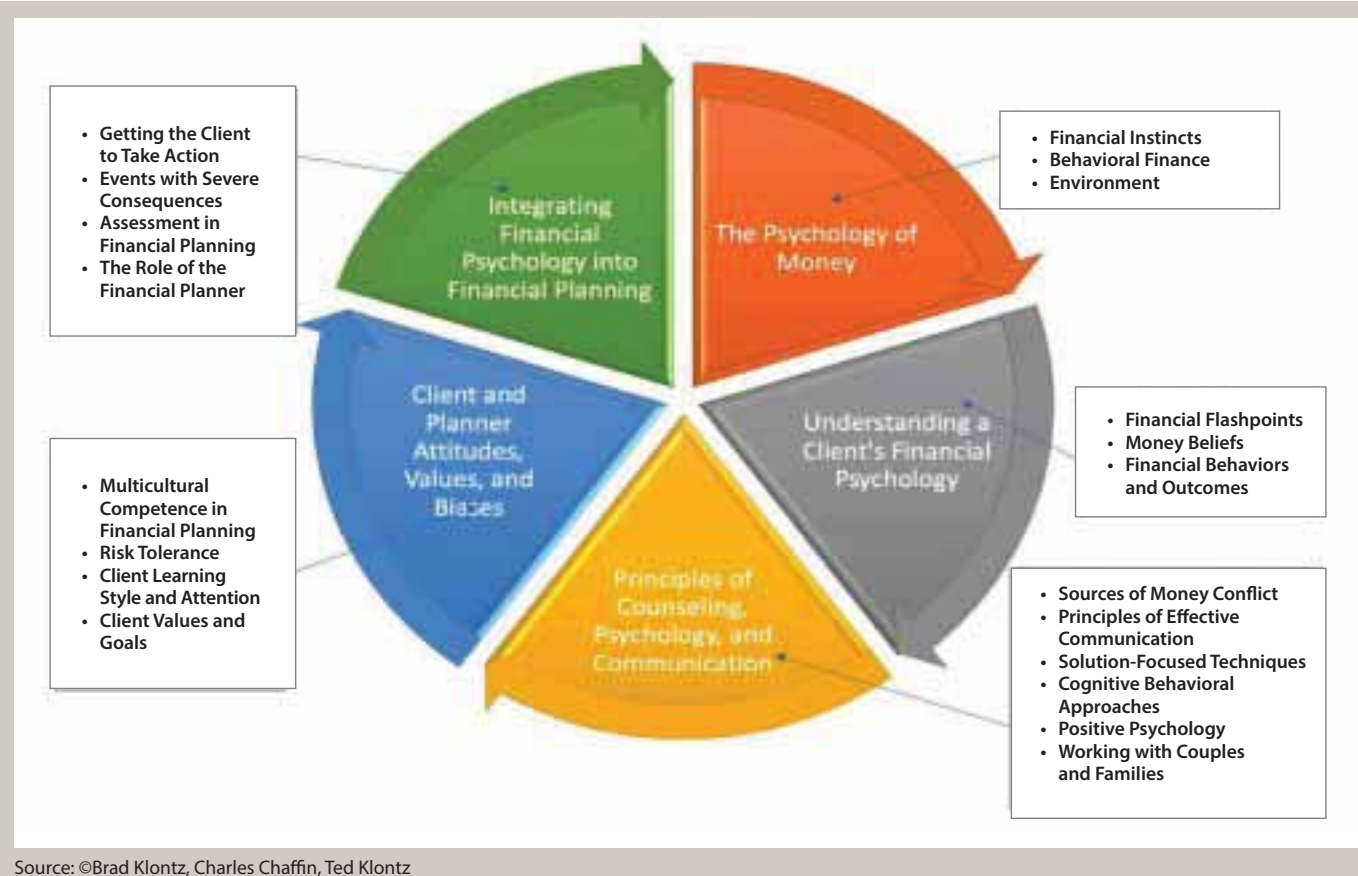 • Getting the Client
to Take Action
• Events with Severe
Consequences
• Assessment in
Financial Planning
• The Role of the
Financial Planner
Integrating
Financial
Psychology into
Financial Planning
The Psychology of
Money
• Financial Instincts
• Behavioral Finance
• Environment
Client and
Planner
Attitudes,
Values, and
Biases
Understanding a
Client's Financial
Psychology
• Financial Flashpoints
• Money Beliefs
• Financial Behaviors
and Outcomes
• Multicultural
Competence in
Financial Planning
• Risk Tolerance
• Client Learning
Style and Attention
• Client Values and
Goals
Principles of
Counseling,
Psychology, and
Communication
• Sources of Money Conflict
• Principles of Effective
Communication
• Solution-Focused Techniques
• Cognitive Behavioral
Approaches
• Positive Psychology
• Working with Couples
and Families
Source: ©Brad Klontz, Charles Chaffin, Ted Klontz